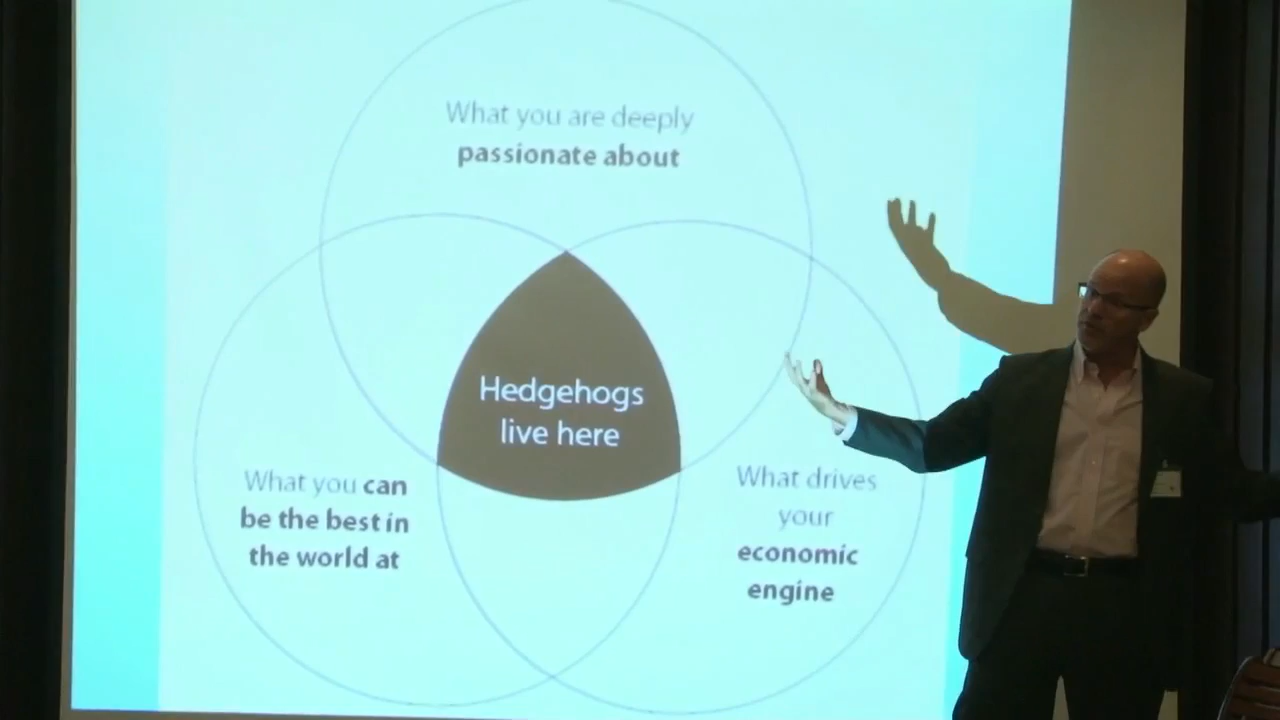 What you are deeply
passionate about
Hedgehogs
live here
What you can
be the best in
the world at
What drives
your
economic
engine